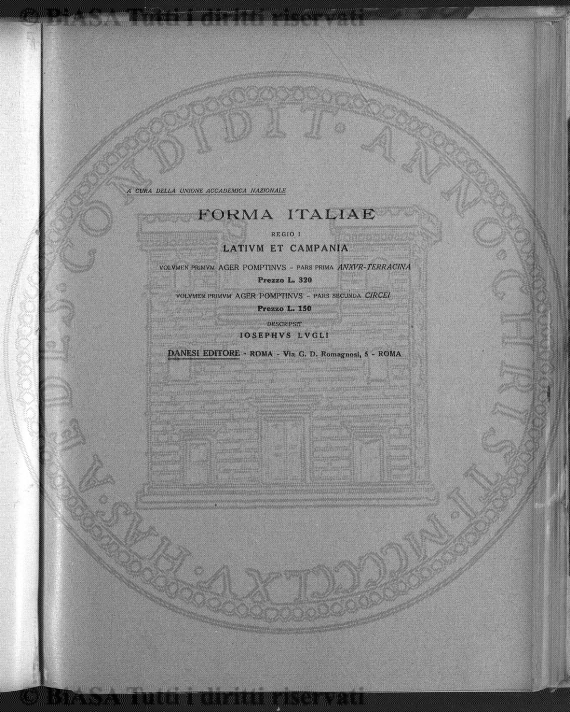 © BiASA Tutti i diritti riservati
A CURA DELLA UNIONE ACCADEMICA NAZIONALE
FORMA ITALIAE
REGIO I
LATIVM ET CAMPANIA
VOLVMEN PRIMVM AGER POMPTINVS - PARS PRIMA ANXVR-TERRACINA
Prezzo L. 320
VOLVMEN PRIMVM AGER POMPTINVS - PARS SECUNDA CIRCEI
Prezzo L. 150
DESCRIPSIT
IOSEPHVS LVGLI
DANESI EDITORE - ROMA - Via G. D. Romagnosi, 5 - ROMA
HAS·AEDES·CONDIDIT·ANNO·CHRISTI·MCCCCLXV·
© BiASA Tutti i diritti riservati